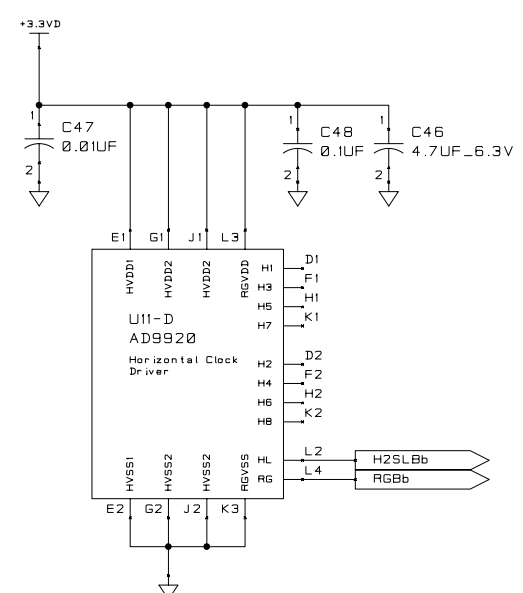 +3.3VD
1
C47
0.01UF
2
1
C48
0.1UF
2
1
C46
4.7UF_6.3V
2
E1 G1 J1 L3
HVDD1 HVDD2 HVDD2 RGVDD
U11-D
AD9920
Horizontal Clock
Driver
H1 D1
H3 F1
H5 H1
H7 K1
H2 D2
H4 F2
H6 H2
H8 K2
HL L2 H2SLBb
RG L4 RGBb
HVSS1 HVSS2 HVSS2 RGVSS
E2 G2 J2 K3